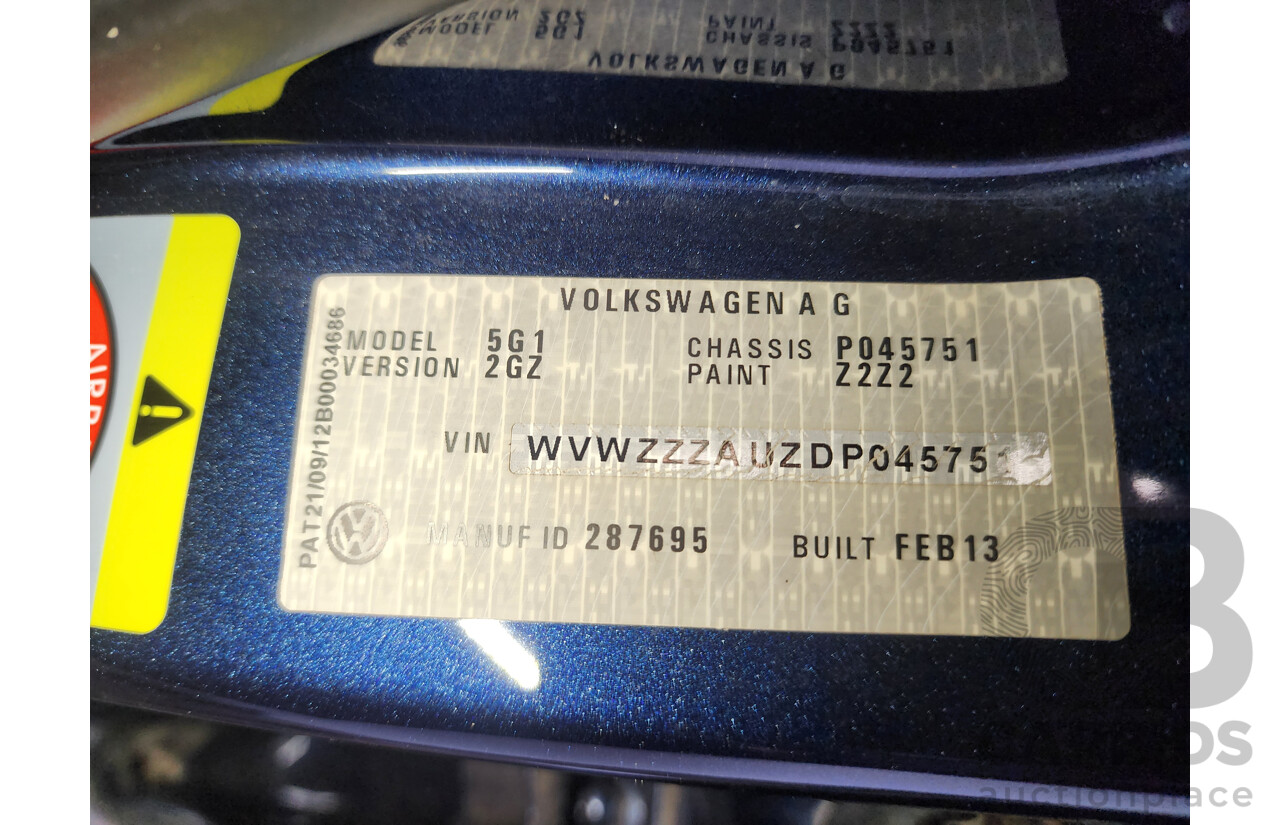 VOLKSWAGEN A G
MODEL 5G1 CHASSIS P045751
VERSION 2GZ PAINT Z2Z2
VIN WVWZZZAUZDP045751
MANUF ID 287695 BUILT FEB13
PAT21/09/12B00034686
auctionplace